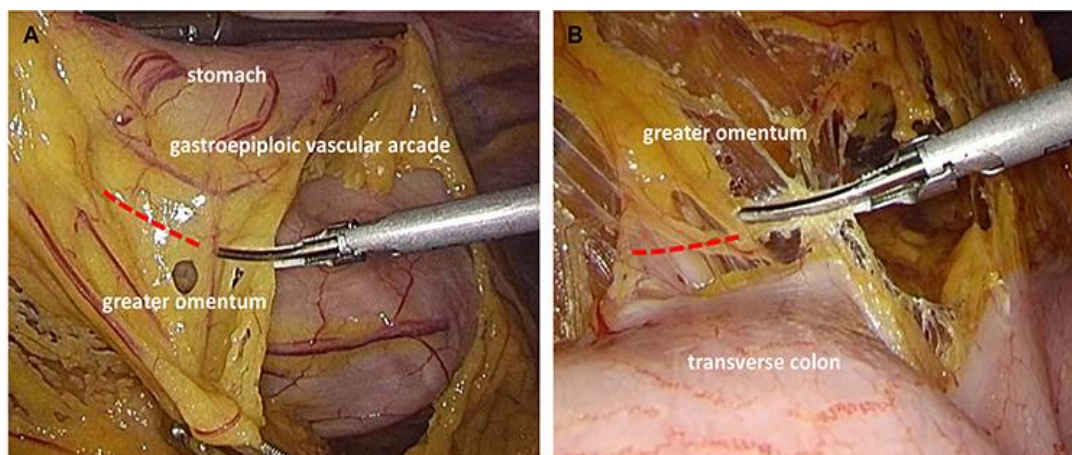 A
stomach
gastroepiploic vascular arcade
greater omentum
B
greater omentum
transverse colon